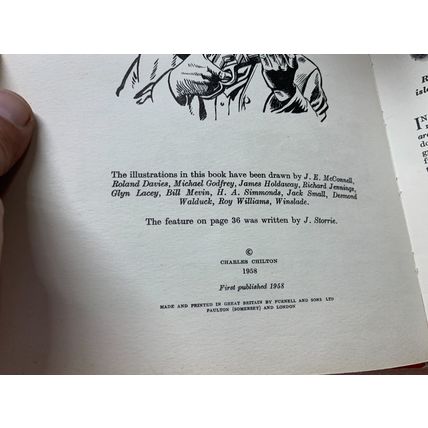 The illustrations in this book have been drawn by J. E. McConnell,
Roland Davies, Michael Godfrey, James Holdaway, Richard Jennings,
Glyn Lacey, Bill Mevin, H. A. Simmonds, Jack Small, Desmond
Walduck, Roy Williams, Winslade.
The feature on page 36 was written by J. Storrie.
©
CHARLES CHILTON
1958
First published 1958
MADE AND PRINTED IN GREAT BRITAIN BY PURNELL AND SONS LTD
PAULTON (SOMERSET) AND LONDON